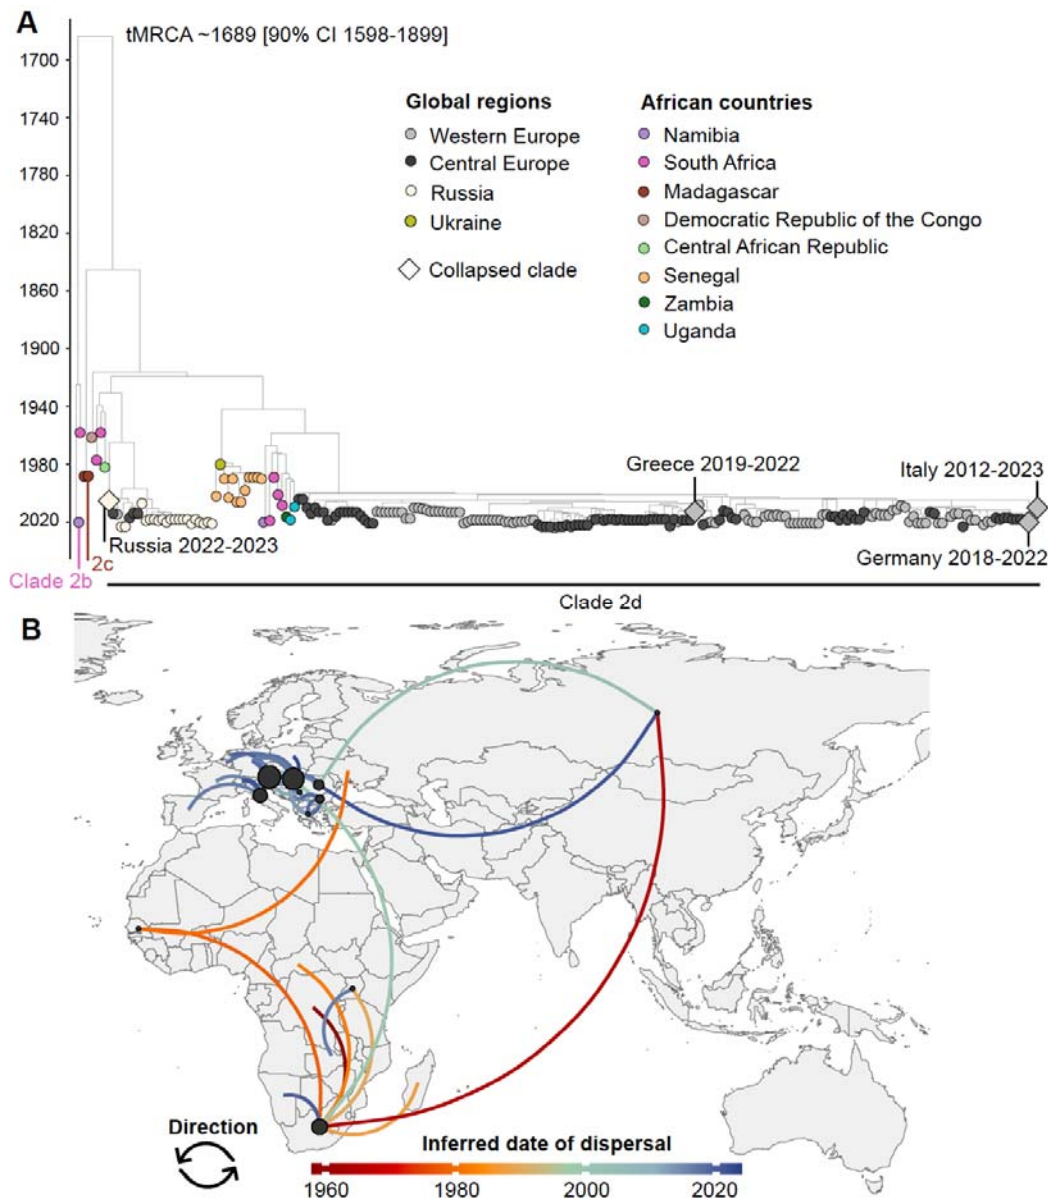 A
tMRCA ~1689 [90% CI 1598-1899]
1700
1740
1780
1820
1860
1900
1940
1980
2020
Global regions
Western Europe
Central Europe
Russia
Ukraine
Collapsed clade
African countries
Namibia
South Africa
Madagascar
Democratic Republic of the Congo
Central African Republic
Senegal
Zambia
Uganda
Greece 2019-2022
Italy 2012-2023
Russia 2022-2023
Germany 2018-2022
Clade 2b
2c
Clade 2d
B
Direction
Inferred date of dispersal
1960
1980
2000
2020